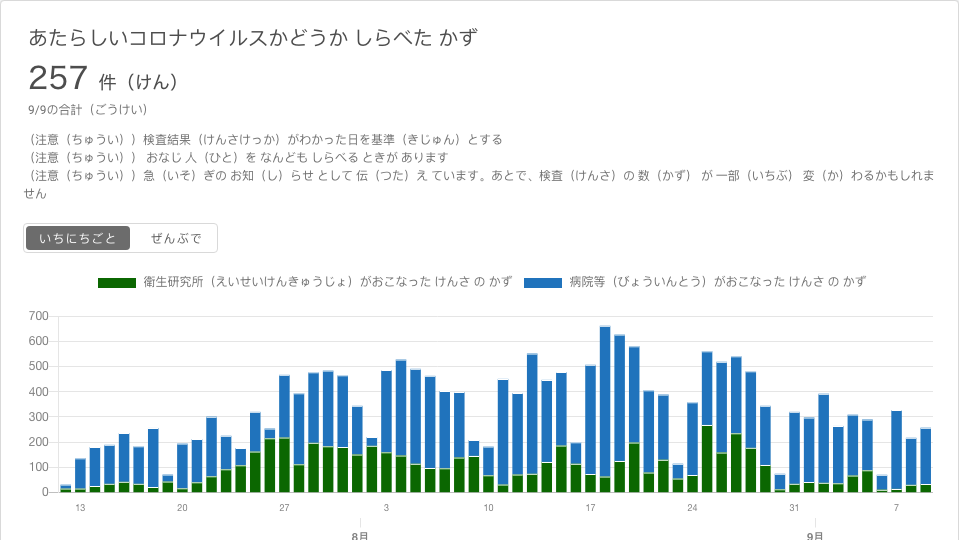 あたらしいコロナウイルスかどうか しらべた かず
257 件（けん）
9/9の合計（ごうけい）
（注意（ちゅうい））検査結果（けんさけっか）がわかった日を基準（きじゅん）とする
（注意（ちゅうい）） おなじ 人（ひと）を なんども しらべる ときが あります
（注意（ちゅうい））急（いそ）ぎの お知（し）らせ として 伝（つた）え ています。あとで、検査（けんさ）の 数（かず） が 一部（いちぶ） 変（か）わるかもしれま
せん
いちにちごと ぜんぶで
衛生研究所（えいせいけんきゅうじょ）がおこなった けんさ の かず 病院等（びょういんとう）がおこなった けんさ の かず
700
600
500
400
300
200
100
0
13 20 27 3 10 17 24 31 7
8月 9月